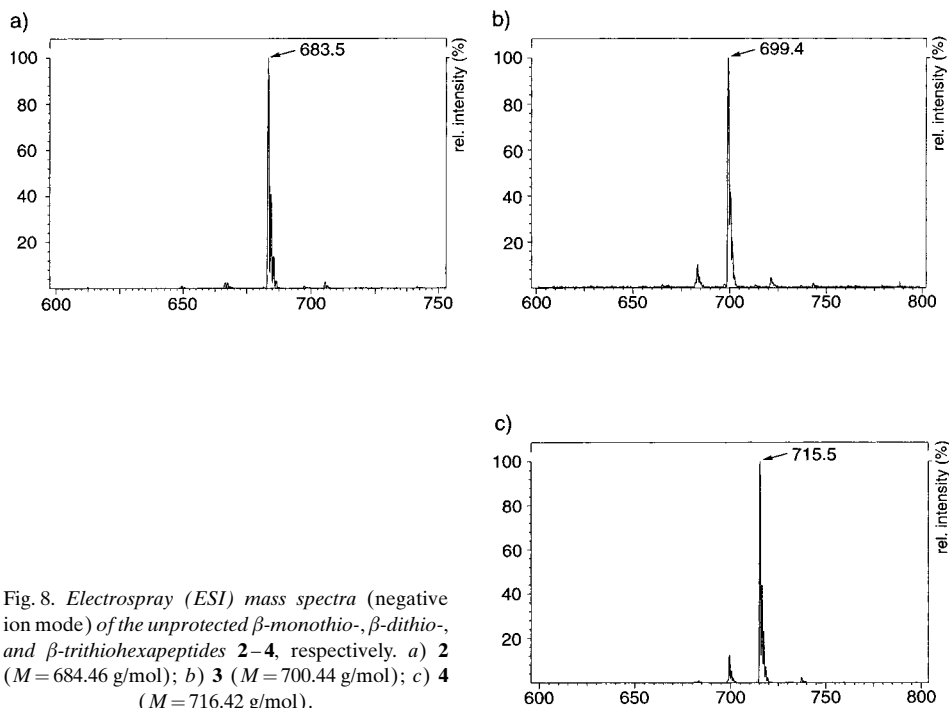 a)
683.5
100
80
60
40
20
rel. intensity (%)
600
650
700
750
b)
699.4
100
80
60
40
20
rel. intensity (%)
600
650
700
750
800
c)
715.5
100
80
60
40
20
rel. intensity (%)
600
650
700
750
800
Fig. 8. Electrospray (ESI) mass spectra (negative
ion mode) of the unprotected β-monothio-, β-dithio-,
and β-trithiohexapeptides 2–4, respectively. a) 2
(M = 684.46 g/mol); b) 3 (M = 700.44 g/mol); c) 4
(M = 716.42 g/mol).